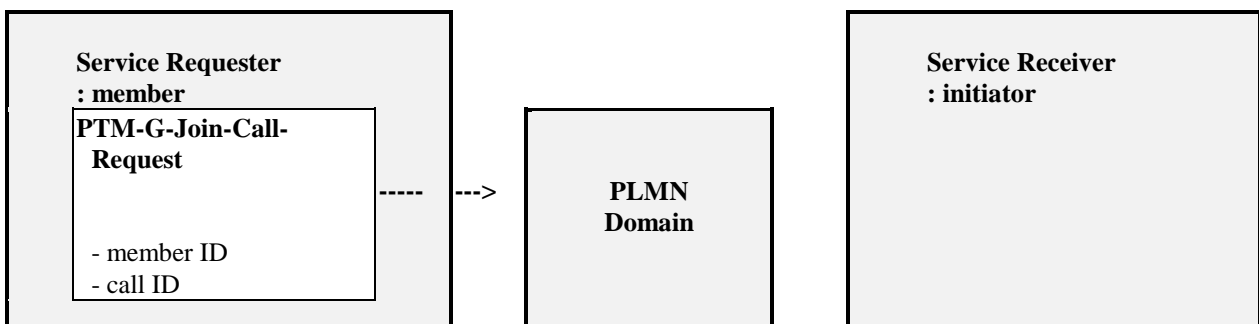 Service Requester
: member
PTM-G-Join-Call-
Request
----- --->
- member ID
- call ID
PLMN
Domain
Service Receiver
: initiator